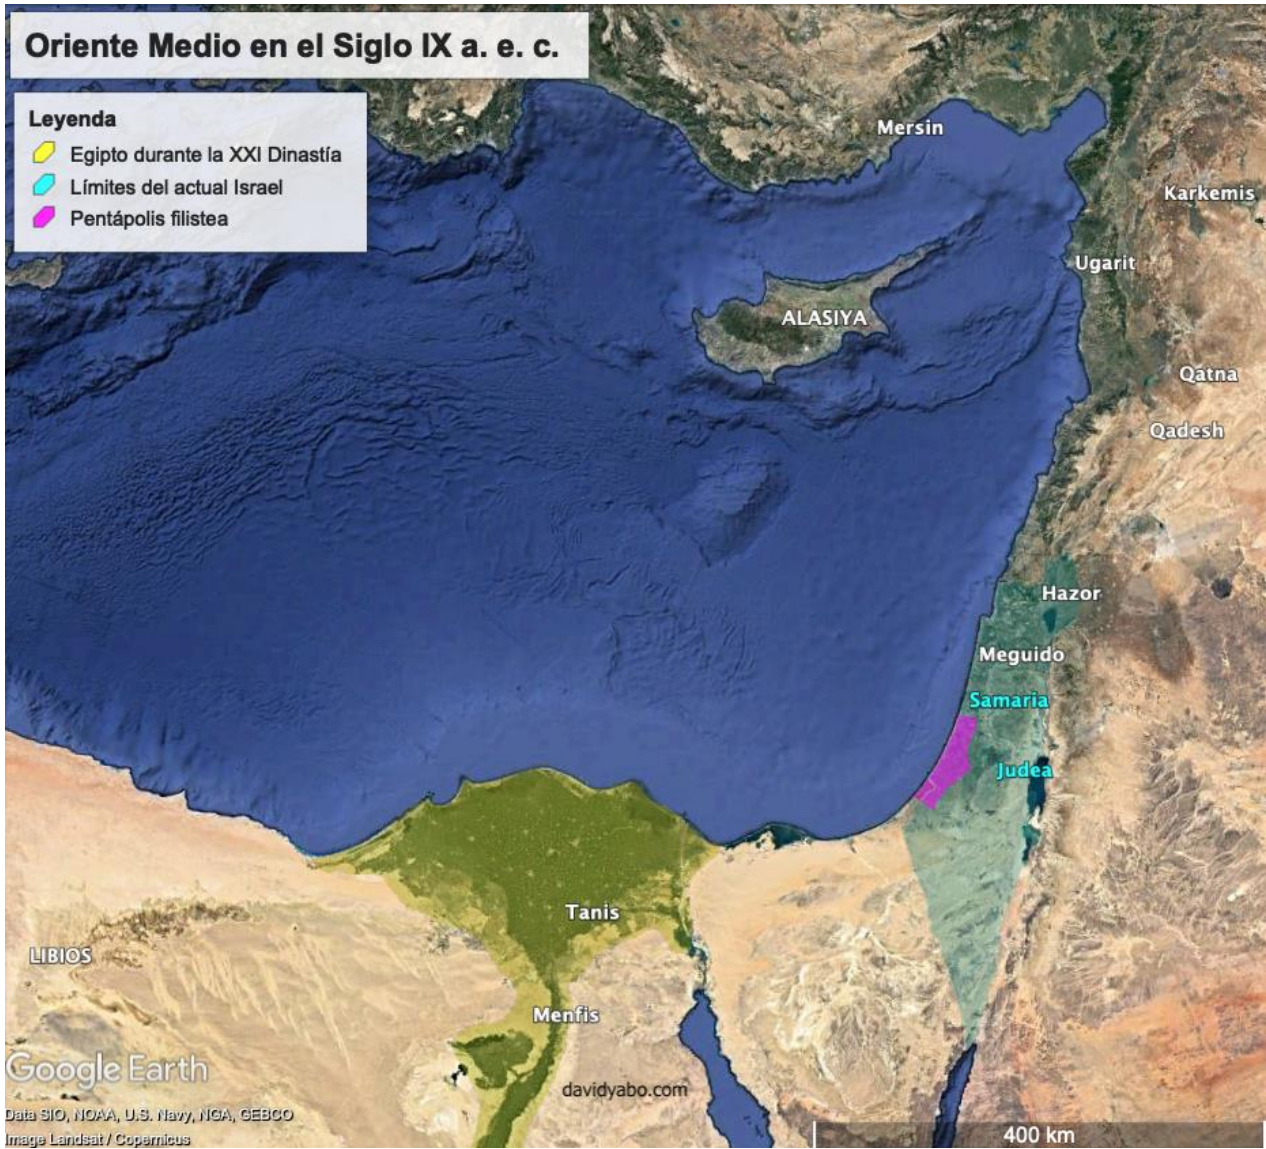 Oriente Medio en el Siglo IX a. e. c.
Leyenda
Egipto durante la XXI Dinastía
Límites del actual Israel
Pentápolis filistea
Mersin
Karkemis
Ugarit
ALASIYA
Qatna
Qadesh
Hazor
Meguido
Samaria
Judea
Tanis
LIBIOS
Menfis
Google Earth
davidyabo.com
Data SIO, NOAA, U.S. Navy, NGA, GEBCO
Image Landsat / Copernicus
400 km